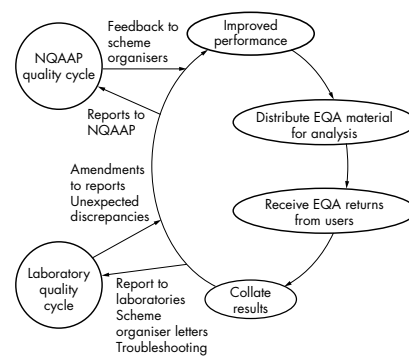 Feedback to
scheme
organisers
Improved
performance
NQAAP
quality cycle
Reports to
NQAAP
Distribute EQA material
for analysis
Amendments
to reports
Unexpected
discrepancies
Receive EQA returns
from users
Laboratory
quality
cycle
Report to
laboratories
Scheme
organiser letters
Troubleshooting
Collate
results